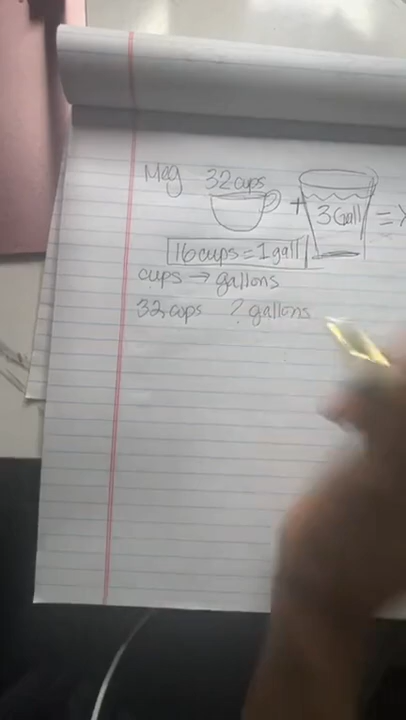 Meg 32 cups + 3 Gall =
16 cups = 1 gall
cups → gallons
32 cups ? gallons